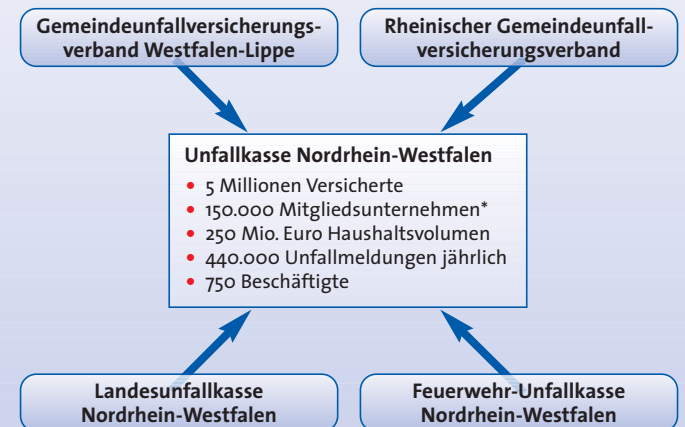 Gemeindeunfallversicherungs-
verband Westfalen-Lippe
Rheinischer Gemeindeunfall-
versicherungsverband
Unfallkasse Nordrhein-Westfalen
• 5 Millionen Versicherte
• 150.000 Mitgliedsunternehmen*
• 250 Mio. Euro Haushaltsvolumen
• 440.000 Unfallmeldungen jährlich
• 750 Beschäftigte
Landesunfallkasse
Nordrhein-Westfalen
Feuerwehr-Unfallkasse
Nordrhein-Westfalen